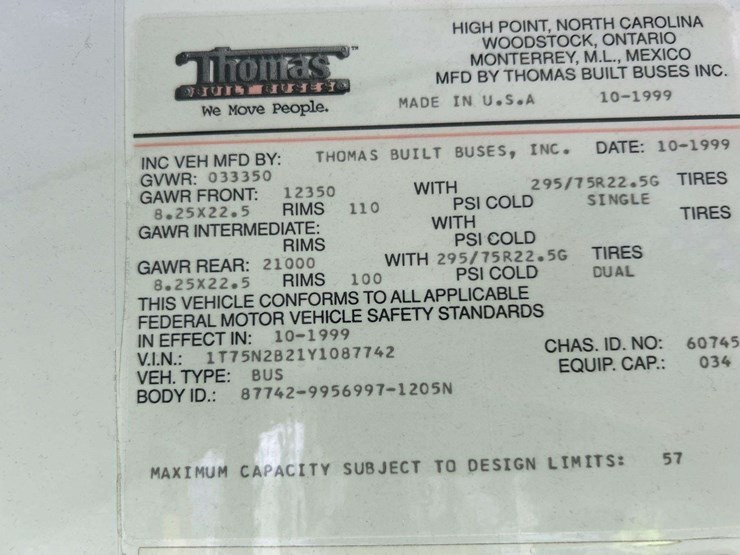 Thomas™
BUILT BUSES
We Move People.
HIGH POINT, NORTH CAROLINA
WOODSTOCK, ONTARIO
MONTERREY, M.L., MEXICO
MFD BY THOMAS BUILT BUSES INC.
MADE IN U.S.A 10-1999
INC VEH MFD BY: THOMAS BUILT BUSES, INC. DATE: 10-1999
GVWR: 033350
GAWR FRONT: 12350 WITH 295/75R22.5G TIRES
8.25X22.5 RIMS 110 PSI COLD SINGLE
GAWR INTERMEDIATE: WITH TIRES
RIMS PSI COLD
GAWR REAR: 21000 WITH 295/75R22.5G TIRES
8.25X22.5 RIMS 100 PSI COLD DUAL
THIS VEHICLE CONFORMS TO ALL APPLICABLE
FEDERAL MOTOR VEHICLE SAFETY STANDARDS
IN EFFECT IN: 10-1999
V.I.N.: 1T75N2B21Y1087742 CHAS. ID. NO: 60745
VEH. TYPE: BUS EQUIP. CAP.: 034
BODY ID.: 87742-9956997-1205N
MAXIMUM CAPACITY SUBJECT TO DESIGN LIMITS: 57